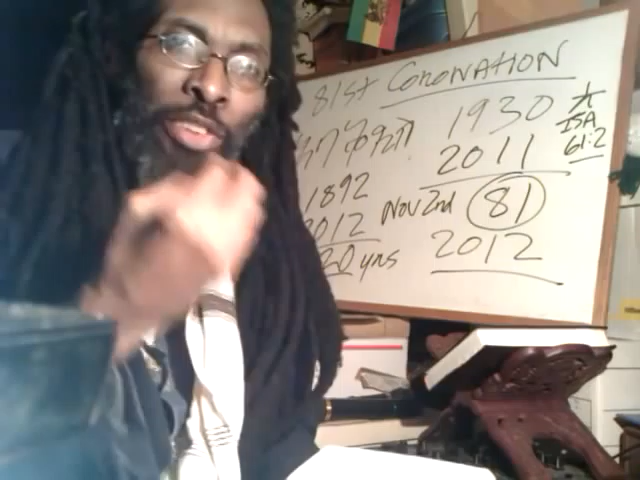 81st CORONATION
1930
2011
ISA
61:2
1892
2012 Nov 2nd 81
20 yrs 2012